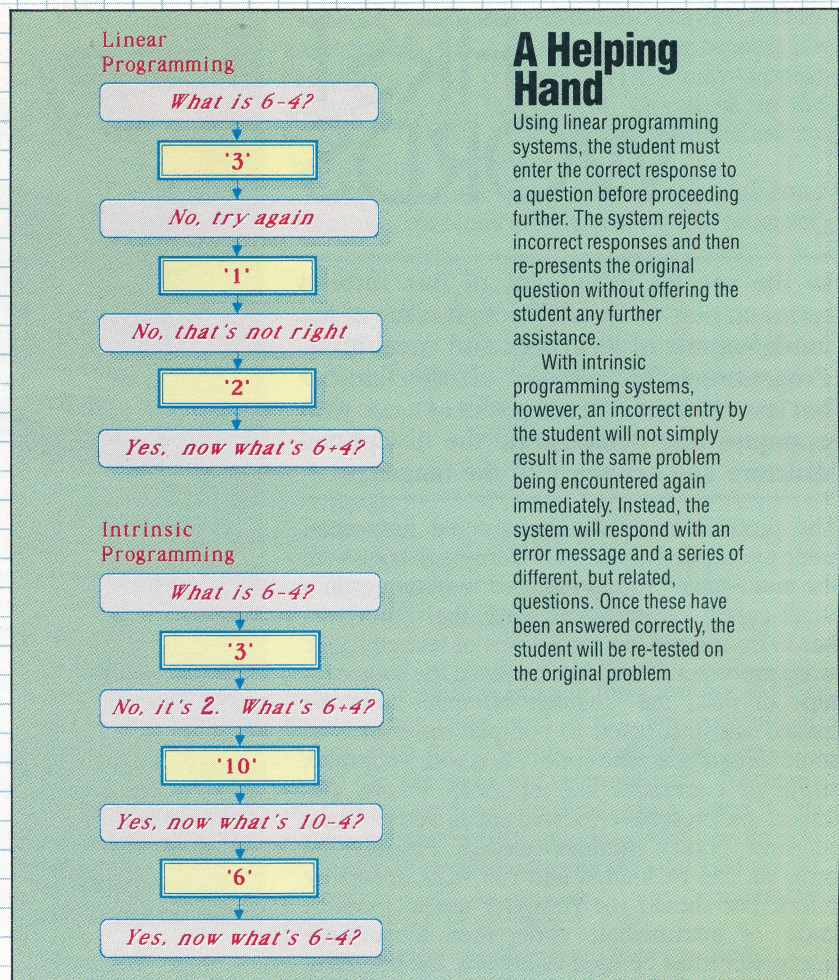 Linear
Programming
What is 6-4?
'3'
No, try again
'1'
No, that's not right
'2'
Yes, now what's 6+4?
Intrinsic
Programming
What is 6-4?
'3'
No, it's 2. What's 6+4?
'10'
Yes, now what's 10-4?
'6'
Yes, now what's 6-4?
A Helping
Hand
Using linear programming
systems, the student must
enter the correct response to
a question before proceeding
further. The system rejects
incorrect responses and then
re-presents the original
question without offering the
student any further
assistance.
With intrinsic
programming systems,
however, an incorrect entry by
the student will not simply
result in the same problem
being encountered again
immediately. Instead, the
system will respond with an
error message and a series of
different, but related,
questions. Once these have
been answered correctly, the
student will be re-tested on
the original problem